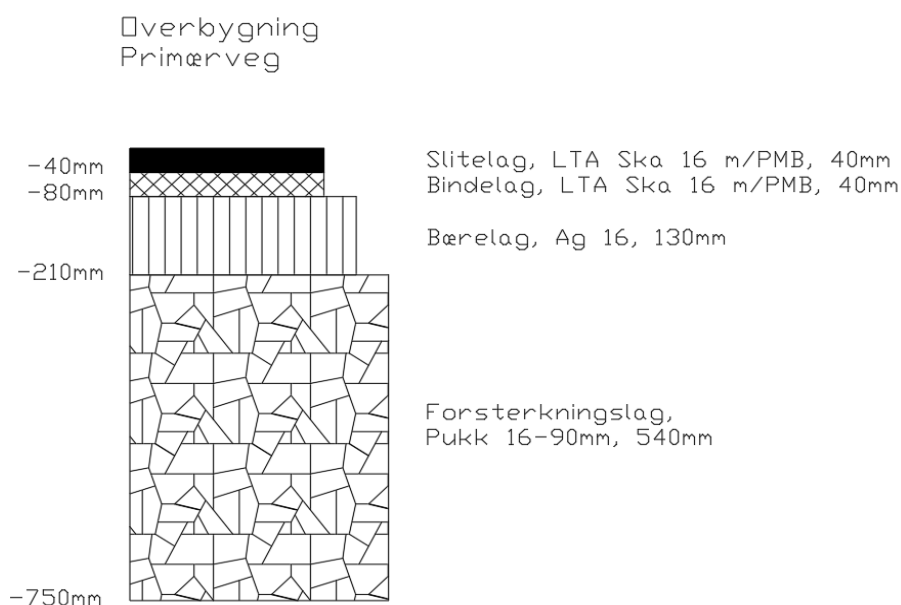 ▯verbygning
Primærveg
-40mm
Slitelag, LTA Ska 16 m/PMB, 40mm
-80mm
Bindelag, LTA Ska 16 m/PMB, 40mm
Bærelag, Ag 16, 130mm
-210mm
Forsterkningslag,
Pukk 16-90mm, 540mm
-750mm